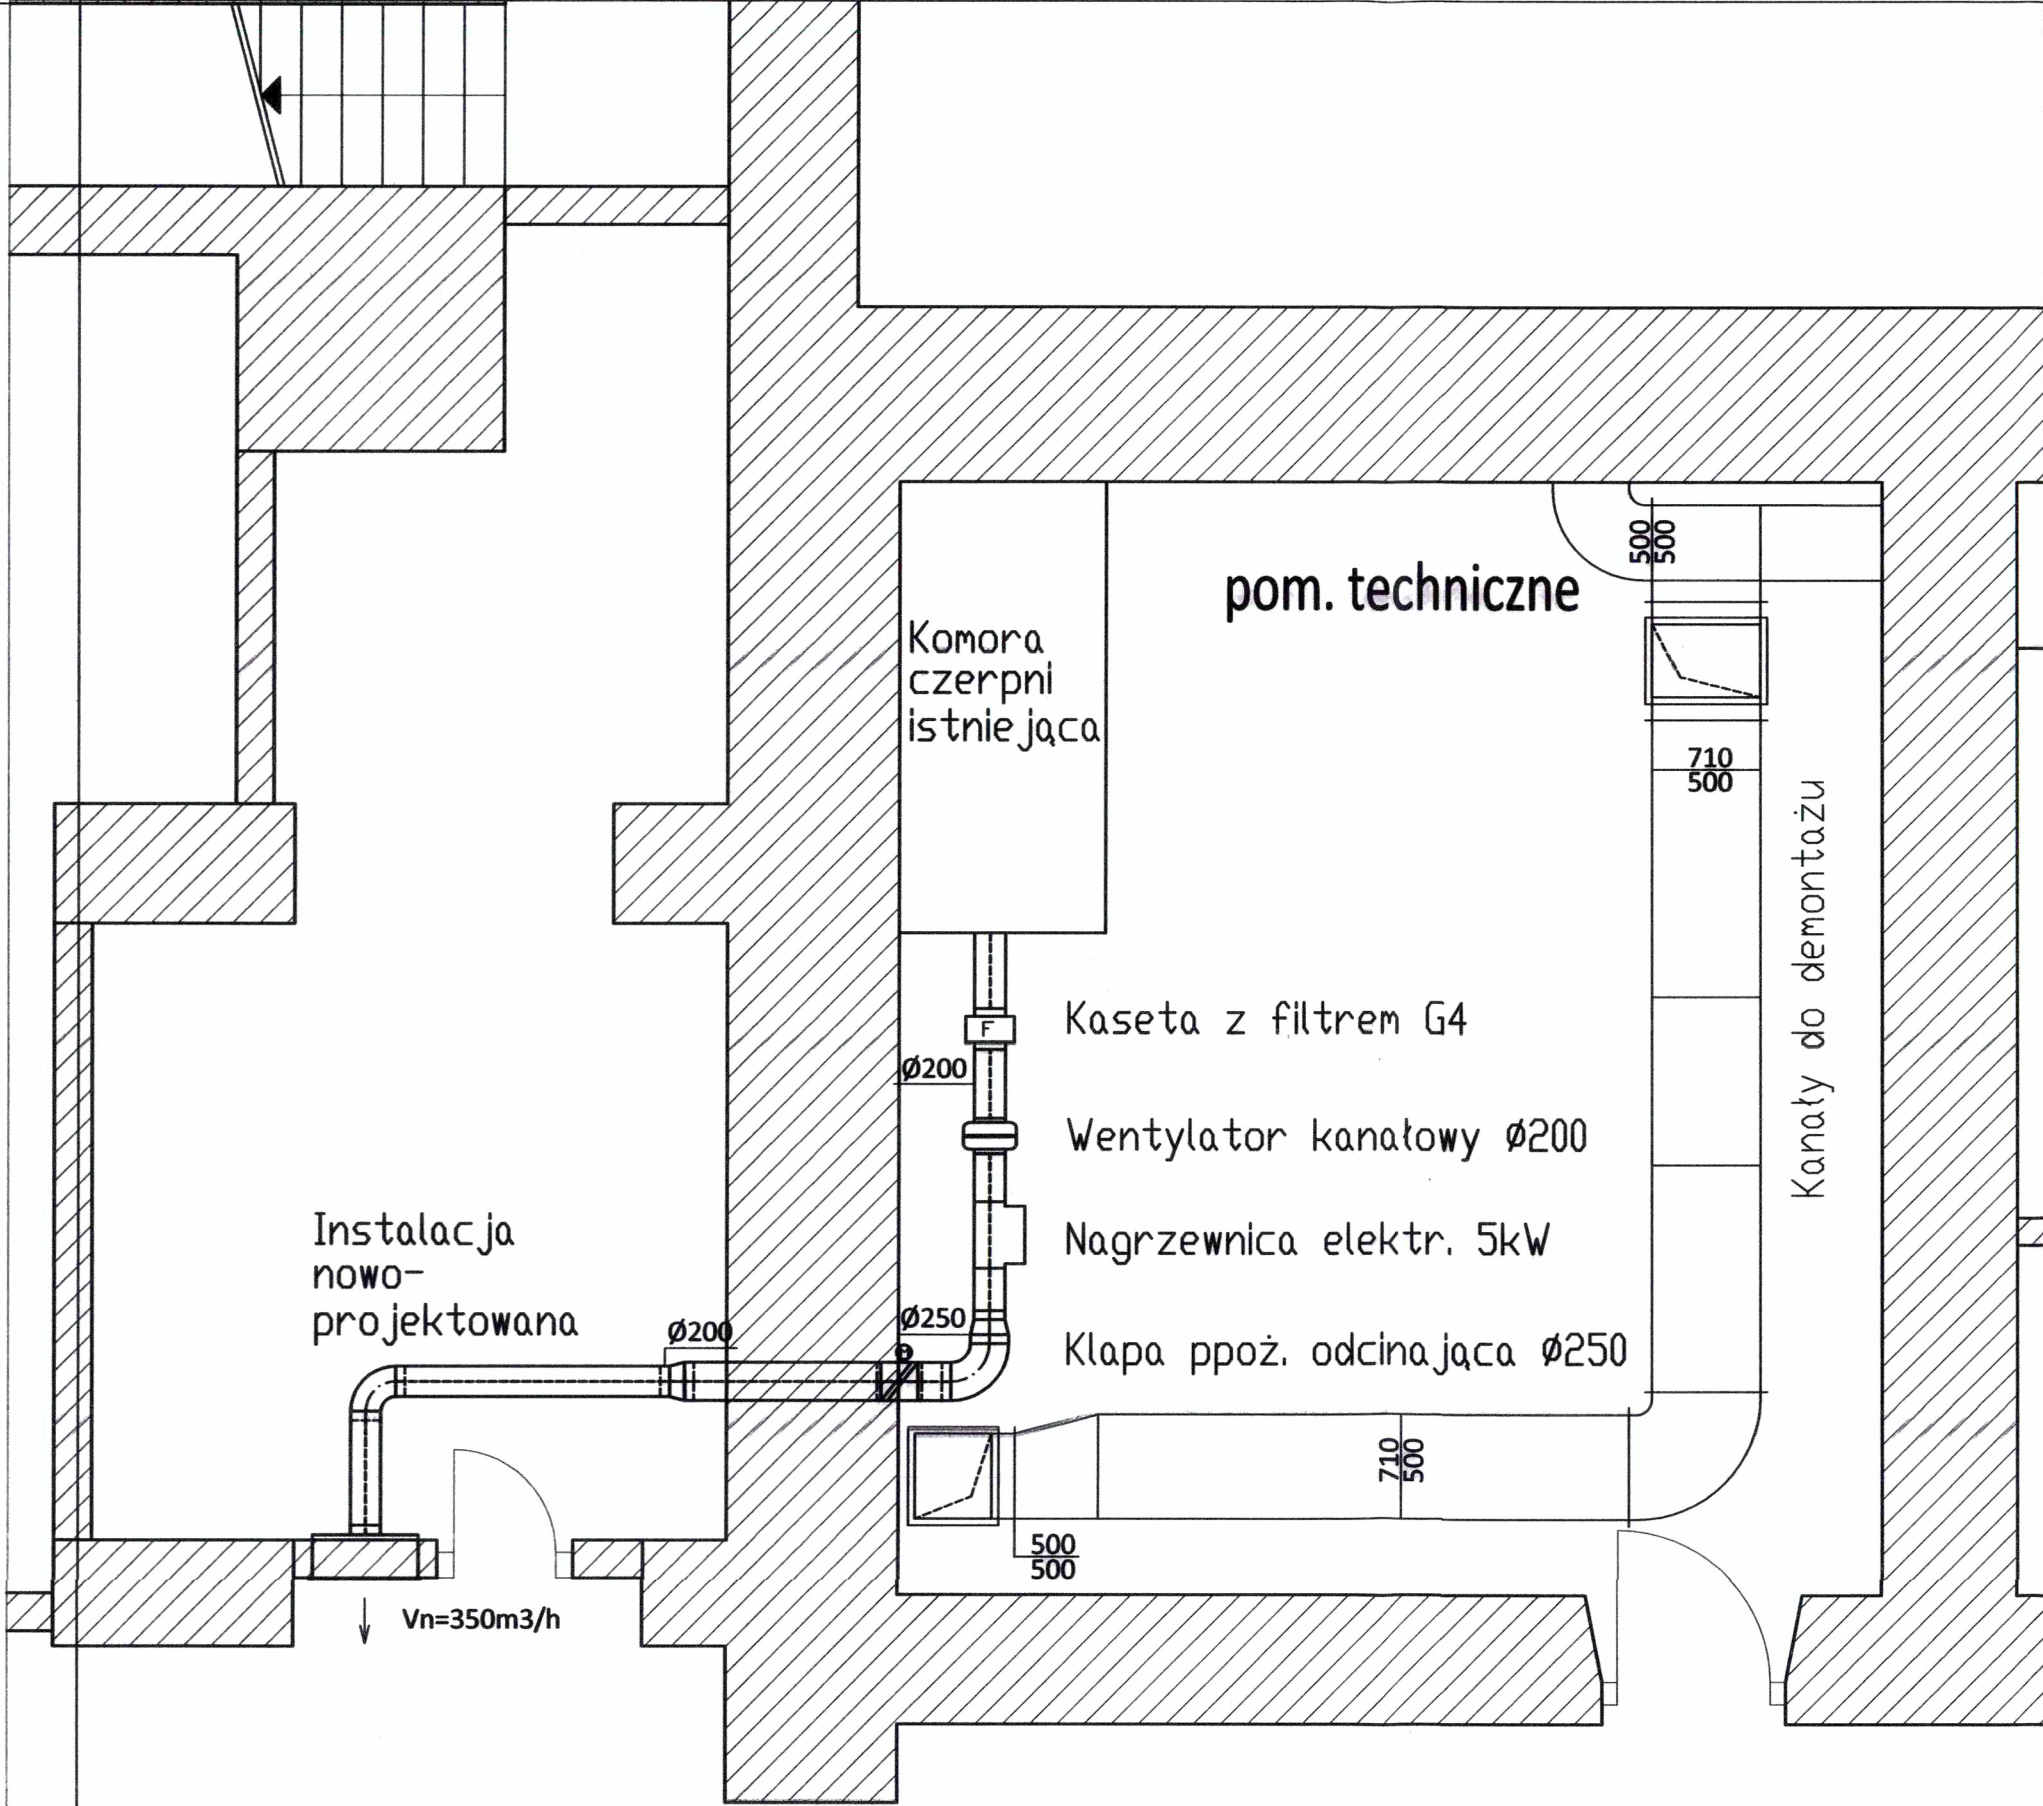 500
500
pom. techniczne
Komora
czerpni
istniejąca
710
500
Kanały do demontażu
Kaseta z filtrem G4
F
Ø200
Wentylator kanałowy Ø200
Instalacja
nowo-
projektowana
Nagrzewnica elektr. 5kW
Ø200
Ø250
M
Klapa ppoż. odcinająca Ø250
710
500
500
500
Vn=350m3/h